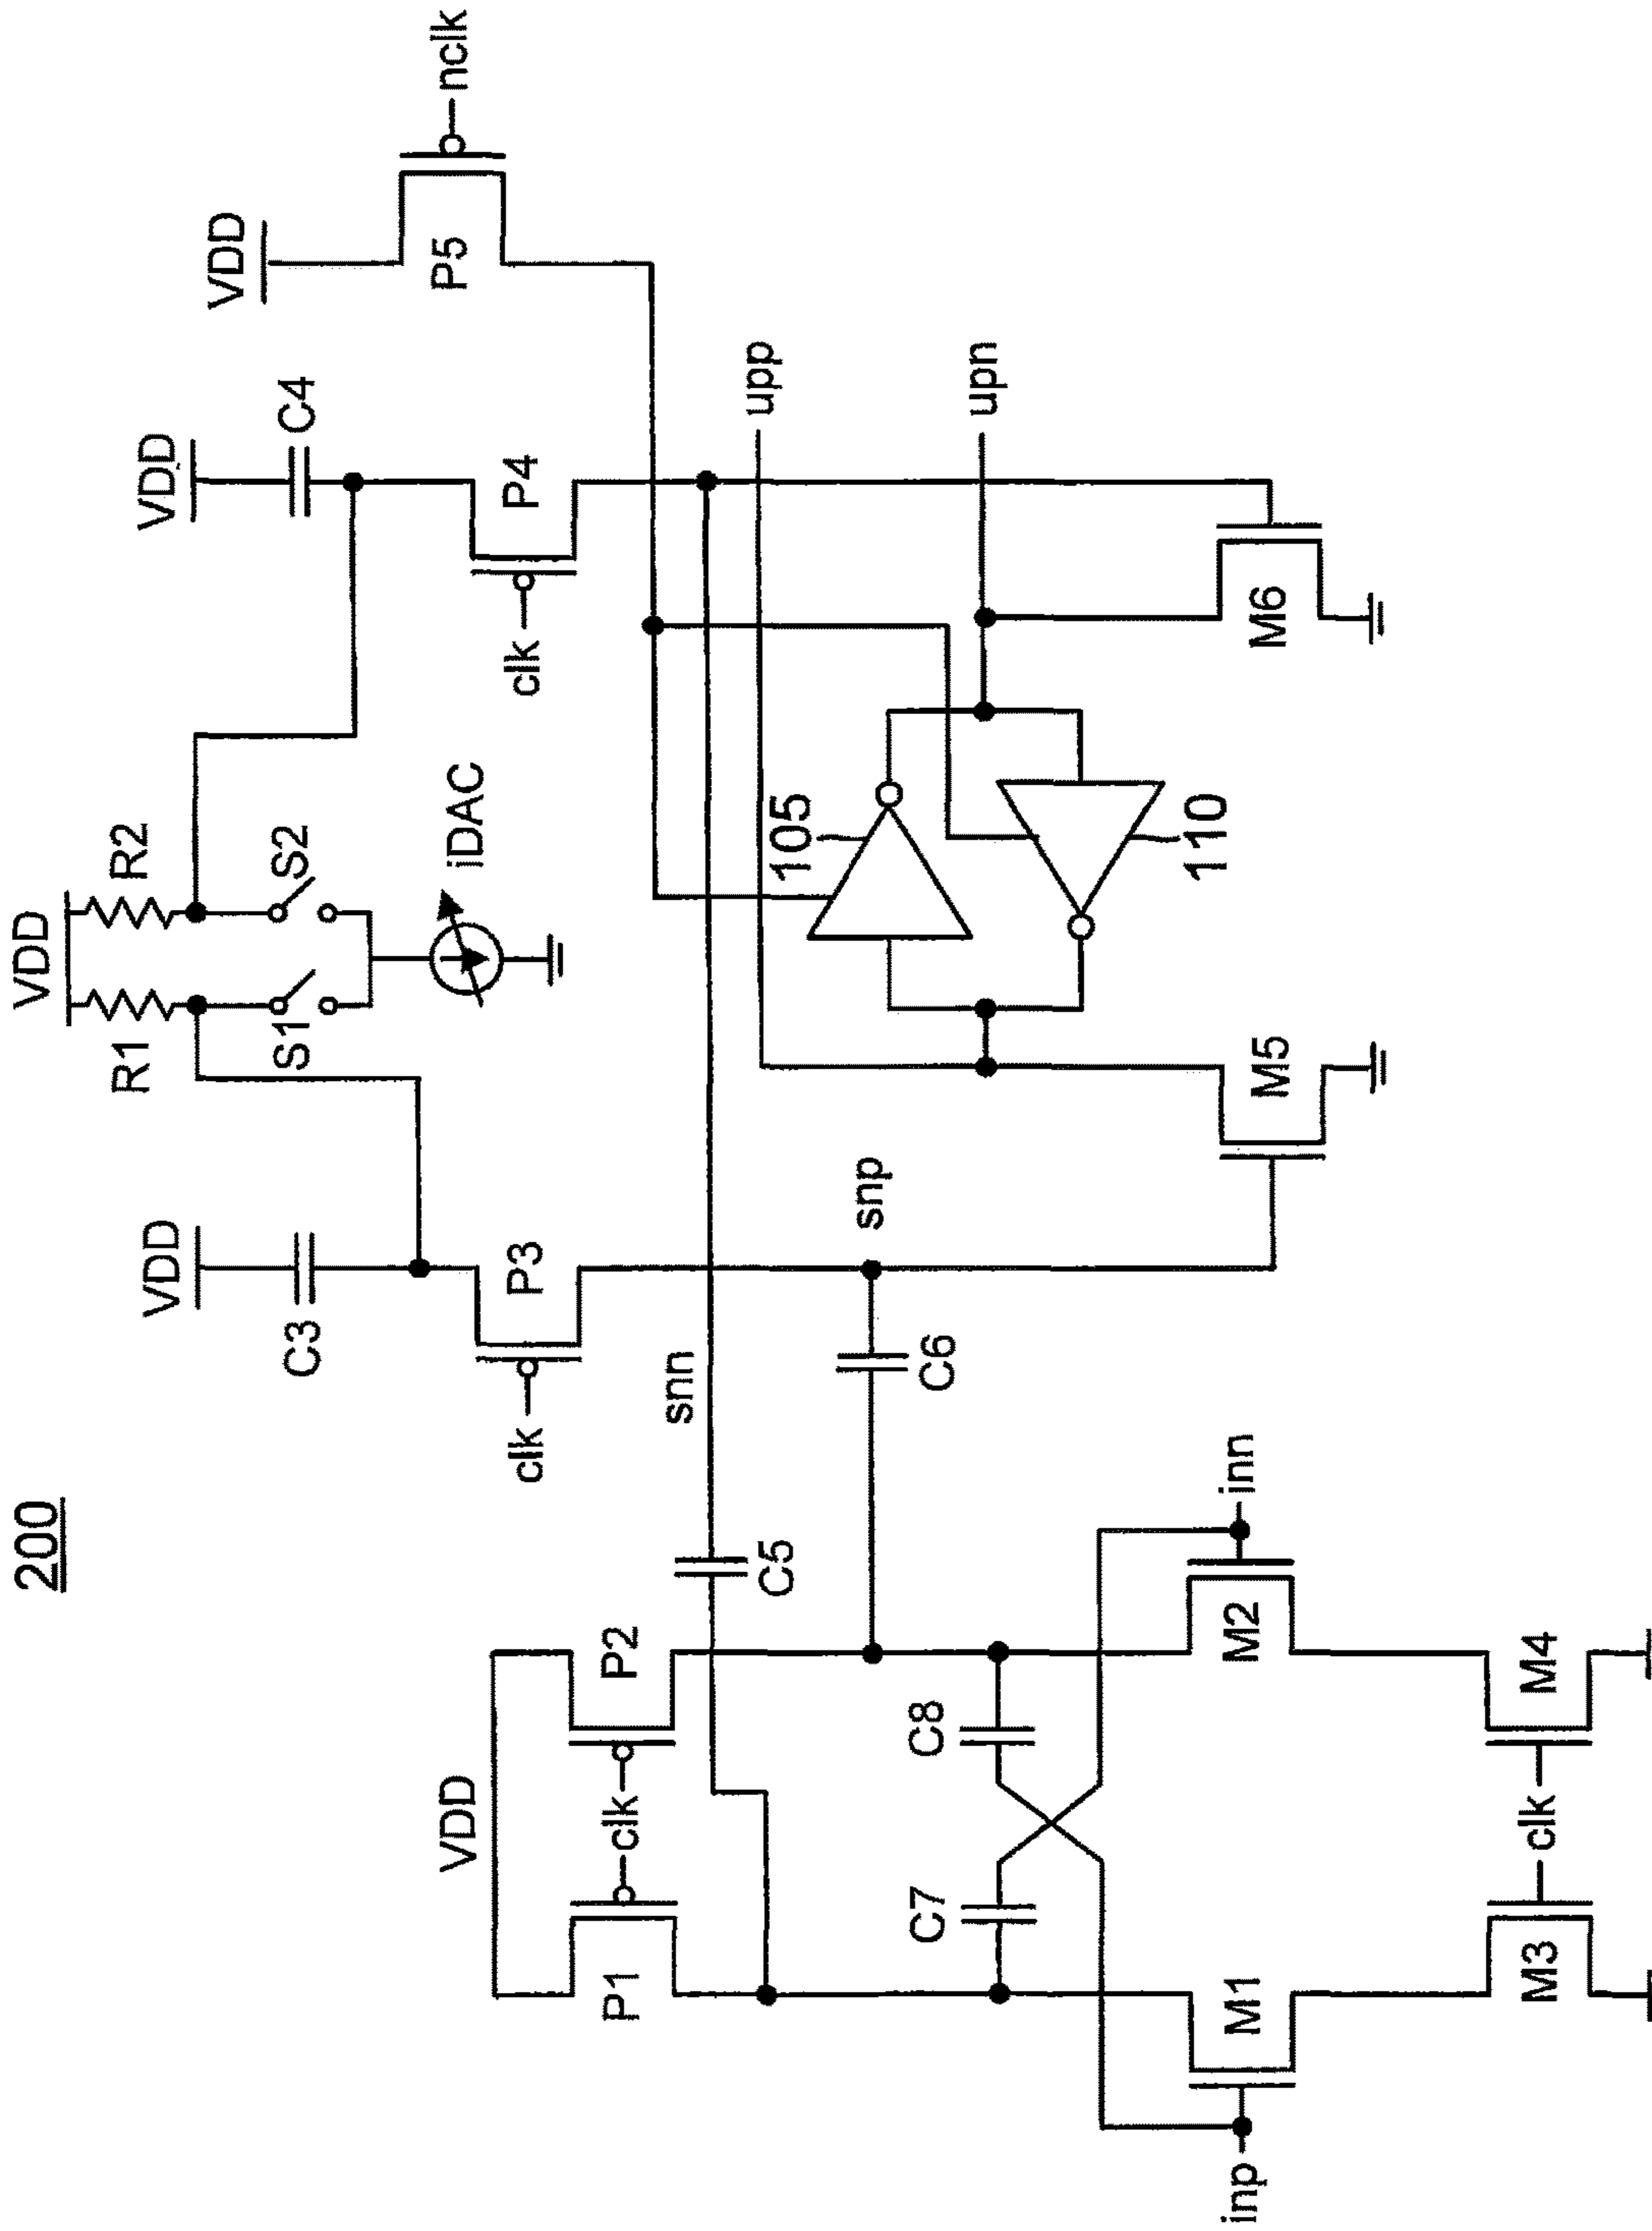 200
VDD
R1
R2
S1
S2
iDAC
VDD
C3
VDD
C4
VDD
P3
clk
P4
clk
P5
nclk
snn
snp
upp
upn
VDD
P1
P2
clk
C5
C6
C7
C8
105
110
inp
M1
M2
inn
M5
M6
M3
clk
M4